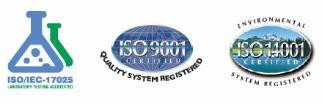 ISO/IEC-17025
LABORATORY TESTING ACCREDITED
ISO 9001
CERTIFIED
QUALITY SYSTEM REGISTERED
ENVIRONMENTAL
ISO 14001
CERTIFIED
SYSTEM REGISTERED